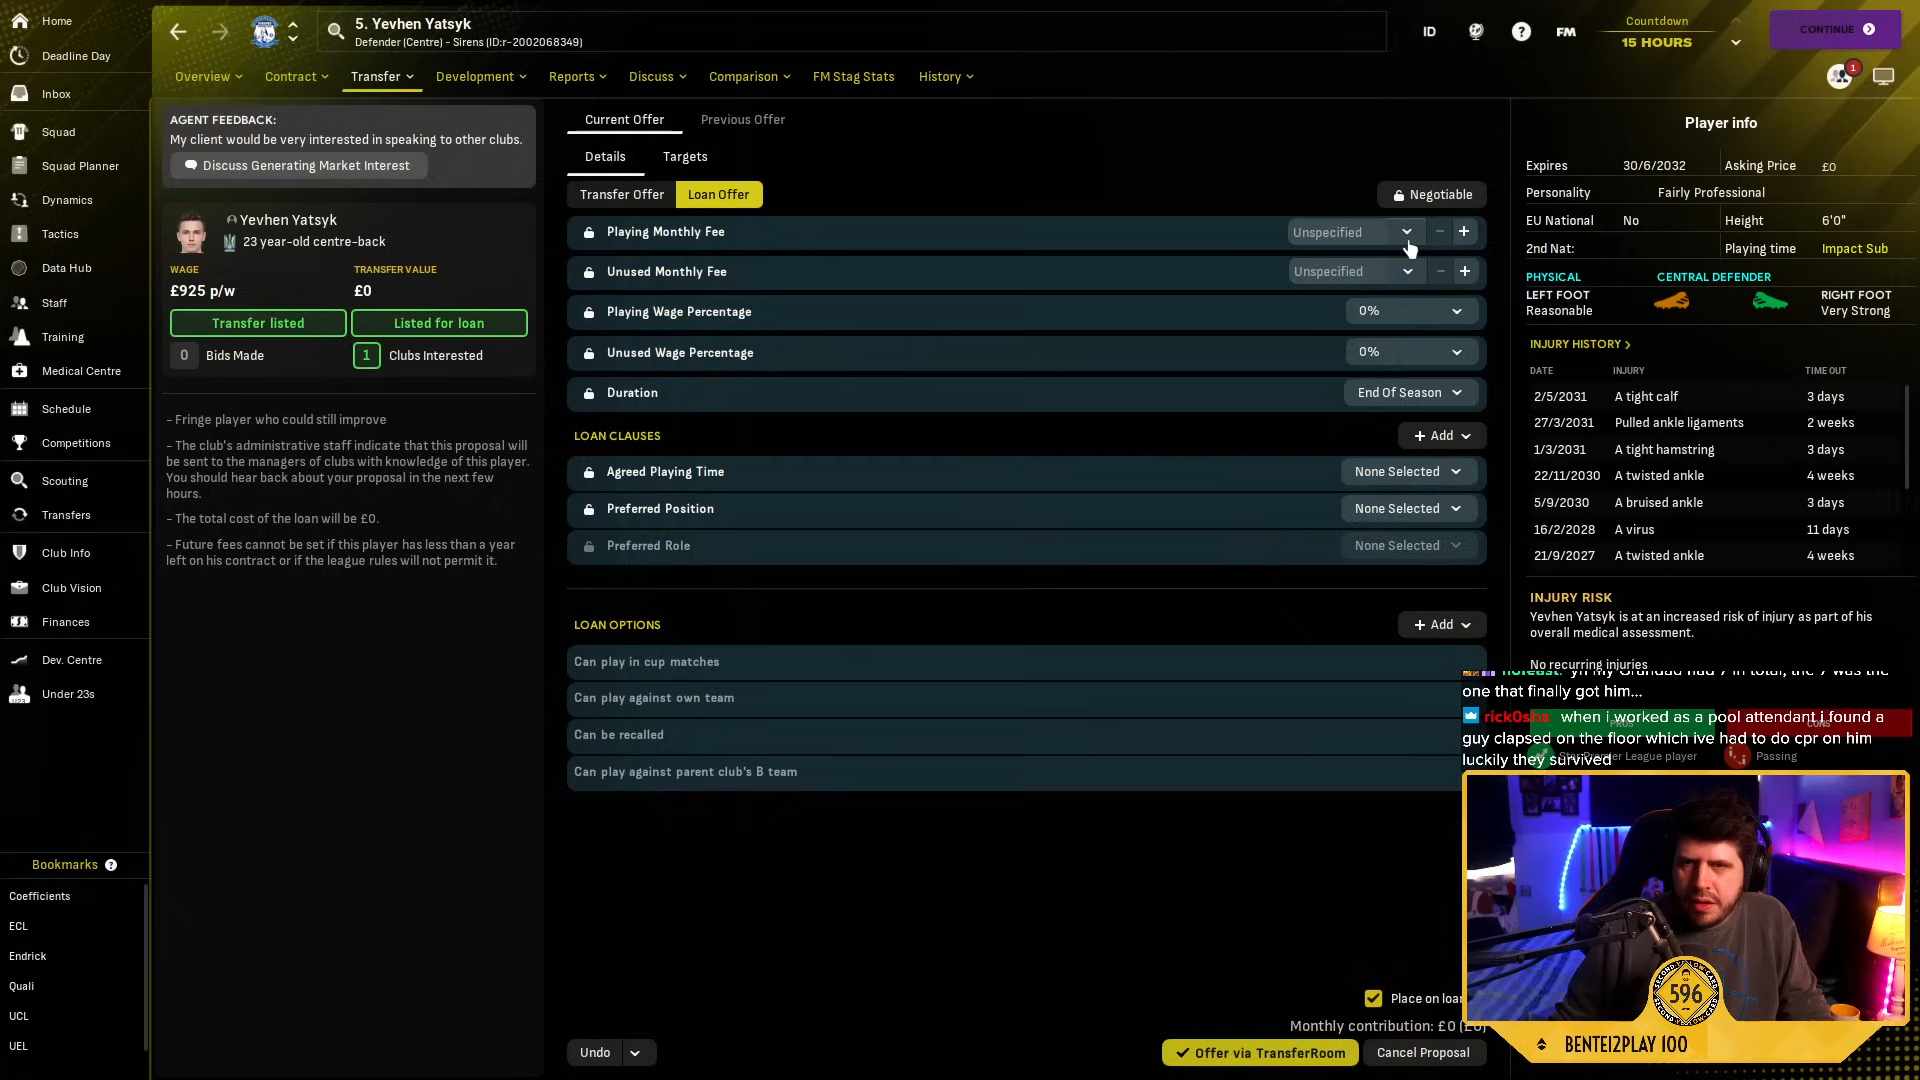 Home
Deadline Day
Inbox
Squad
Squad Planner
Dynamics
Tactics
Data Hub
Staff
Training
Medical Centre
Schedule
Competitions
Scouting
Transfers
Club Info
Club Vision
Finances
Dev. Centre
Under 23s
Bookmarks ?
Coefficients
ECL
Endrick
Quali
UCL
UEL
5. Yevhen Yatsyk
Defender (Centre) - Sirens (ID:r-2002068349)
ID
?
FM
Countdown
15 HOURS
CONTINUE
1
Overview
Contract
Transfer
Development
Reports
Discuss
Comparison
FM Stag Stats
History
AGENT FEEDBACK:
My client would be very interested in speaking to other clubs.
Discuss Generating Market Interest
Yevhen Yatsyk
23 year-old centre-back
WAGE TRANSFER VALUE
£925 p/w £0
Transfer listed Listed for loan
0 Bids Made 1 Clubs Interested
- Fringe player who could still improve
- The club's administrative staff indicate that this proposal will
be sent to the managers of clubs with knowledge of this player.
You should hear back about your proposal in the next few
hours.
- The total cost of the loan will be £0.
- Future fees cannot be set if this player has less than a year
left on his contract or if the league rules will not permit it.
Current Offer Previous Offer
Details Targets
Transfer Offer Loan Offer Negotiable
Playing Monthly Fee Unspecified - +
Unused Monthly Fee Unspecified - +
Playing Wage Percentage 0%
Unused Wage Percentage 0%
Duration End Of Season
LOAN CLAUSES + Add
Agreed Playing Time None Selected
Preferred Position None Selected
Preferred Role None Selected
LOAN OPTIONS + Add
Can play in cup matches
Can play against own team
Can be recalled
Can play against parent club's B team
Place on loan
Monthly contribution: £0
Undo
Offer via TransferRoom
Cancel Proposal
Player info
Expires 30/6/2032 Asking Price £0
Personality Fairly Professional
EU National No Height 6'0"
2nd Nat: Playing time Impact Sub
PHYSICAL CENTRAL DEFENDER
LEFT FOOT RIGHT FOOT
Reasonable Very Strong
INJURY HISTORY >
DATE INJURY TIME OUT
2/5/2031 A tight calf 3 days
27/3/2031 Pulled ankle ligaments 2 weeks
1/3/2031 A tight hamstring 3 days
22/11/2030 A twisted ankle 4 weeks
5/9/2030 A bruised ankle 3 days
16/2/2028 A virus 11 days
21/9/2027 A twisted ankle 4 weeks
INJURY RISK
Yevhen Yatsyk is at an increased risk of injury as part of his
overall medical assessment.
No recurring injuries
one that finally got him...
rick0sha: when i worked as a pool attendant i found a
guy clapsed on the floor which ive had to do cpr on him
luckily they survived
PROS CONS
Star Premier League player Passing
596
SECOND YELLOW CARD
BENTEI2PLAY 100